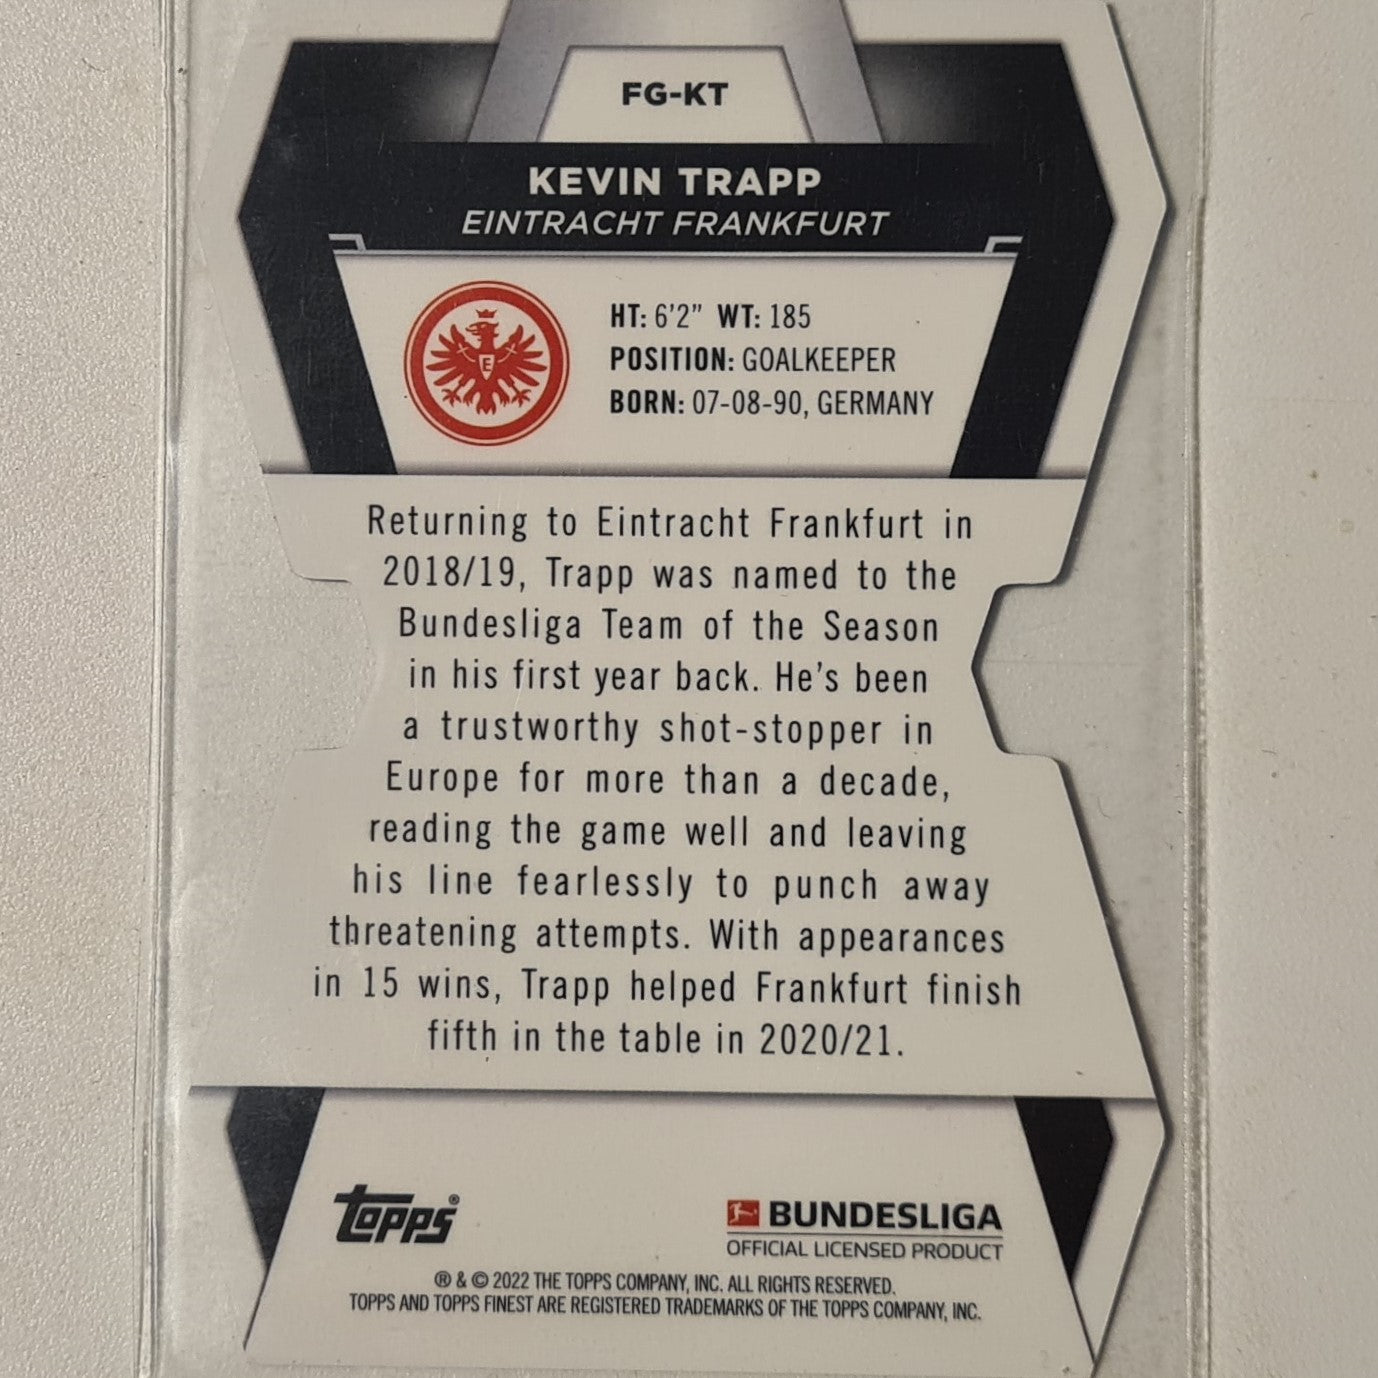 FG-KT
KEVIN TRAPP
EINTRACHT FRANKFURT
E
HT: 6'2" WT: 185
POSITION: GOALKEEPER
BORN: 07-08-90, GERMANY
Returning to Eintracht Frankfurt in
2018/19, Trapp was named to the
Bundesliga Team of the Season
in his first year back. He's been
a trustworthy shot-stopper in
Europe for more than a decade,
reading the game well and leaving
his line fearlessly to punch away
threatening attempts. With appearances
in 15 wins, Trapp helped Frankfurt finish
fifth in the table in 2020/21.
topps®
BUNDESLIGA
OFFICIAL LICENSED PRODUCT
® & © 2022 THE TOPPS COMPANY, INC. ALL RIGHTS RESERVED.
TOPPS AND TOPPS FINEST ARE REGISTERED TRADEMARKS OF THE TOPPS COMPANY, INC.